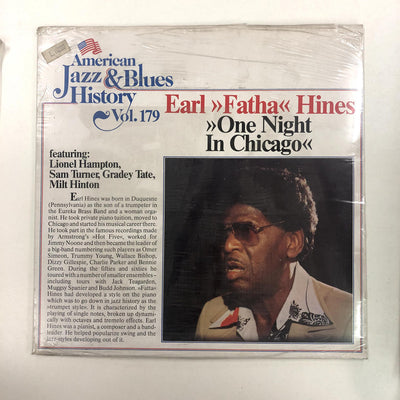 American
Jazz & Blues
History
Vol. 179
Earl »Fatha« Hines
»One Night
In Chicago«
featuring:
Lionel Hampton,
Sam Turner, Gradey Tate,
Milt Hinton
Earl Hines was born in Duquesne
(Pennsylvania) as the son of a trumpeter in
the Eureka Brass Band and a woman orga-
nist. He took private piano tuition, moved to
Chicago and started his musical career there.
He took part in the famous recordings made
by Armstrong's »Hot Five«, worked for
Jimmy Noone and then became the leader of
a big-band numbering such players as Omer
Simeon, Trummy Young, Wallace Bishop,
Dizzy Gillespie, Charlie Parker and Bennie
Green. During the fifties and sixties he
toured with a number of smaller ensembles –
including tours with Jack Teagarden,
Muggsy Spanier and Budd Johnson. »Fatha«
Hines had developed a style on the piano
which was to go down in jazz history as the
»trumpet style«. It is characterized by the
playing of single notes, broken up dynami-
cally with octaves and tremolo effects. Earl
Hines was a pianist, a composer and a band-
leader. He helped popularize swing and the
jazz-styles developing out of it.